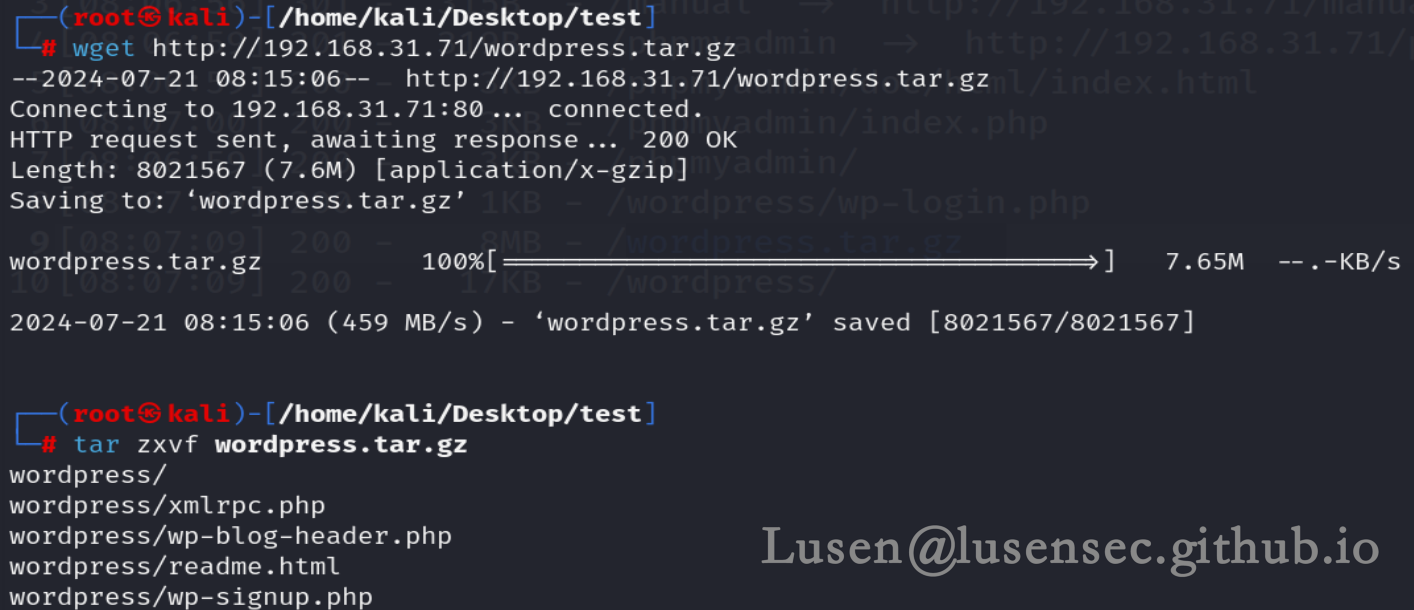 ┌──(root㉿kali)-[/home/kali/Desktop/test]
└─# wget http://192.168.31.71/wordpress.tar.gz
--2024-07-21 08:15:06--  http://192.168.31.71/wordpress.tar.gz
Connecting to 192.168.31.71:80... connected.
HTTP request sent, awaiting response... 200 OK
Length: 8021567 (7.6M) [application/x-gzip]
Saving to: ‘wordpress.tar.gz’
wordpress.tar.gz 100%[===================================>] 7.65M --.-KB/s
2024-07-21 08:15:06 (459 MB/s) - ‘wordpress.tar.gz’ saved [8021567/8021567]
┌──(root㉿kali)-[/home/kali/Desktop/test]
└─# tar zxvf wordpress.tar.gz
wordpress/
wordpress/xmlrpc.php
wordpress/wp-blog-header.php
wordpress/readme.html
wordpress/wp-signup.php
Lusen@lusensec.github.io